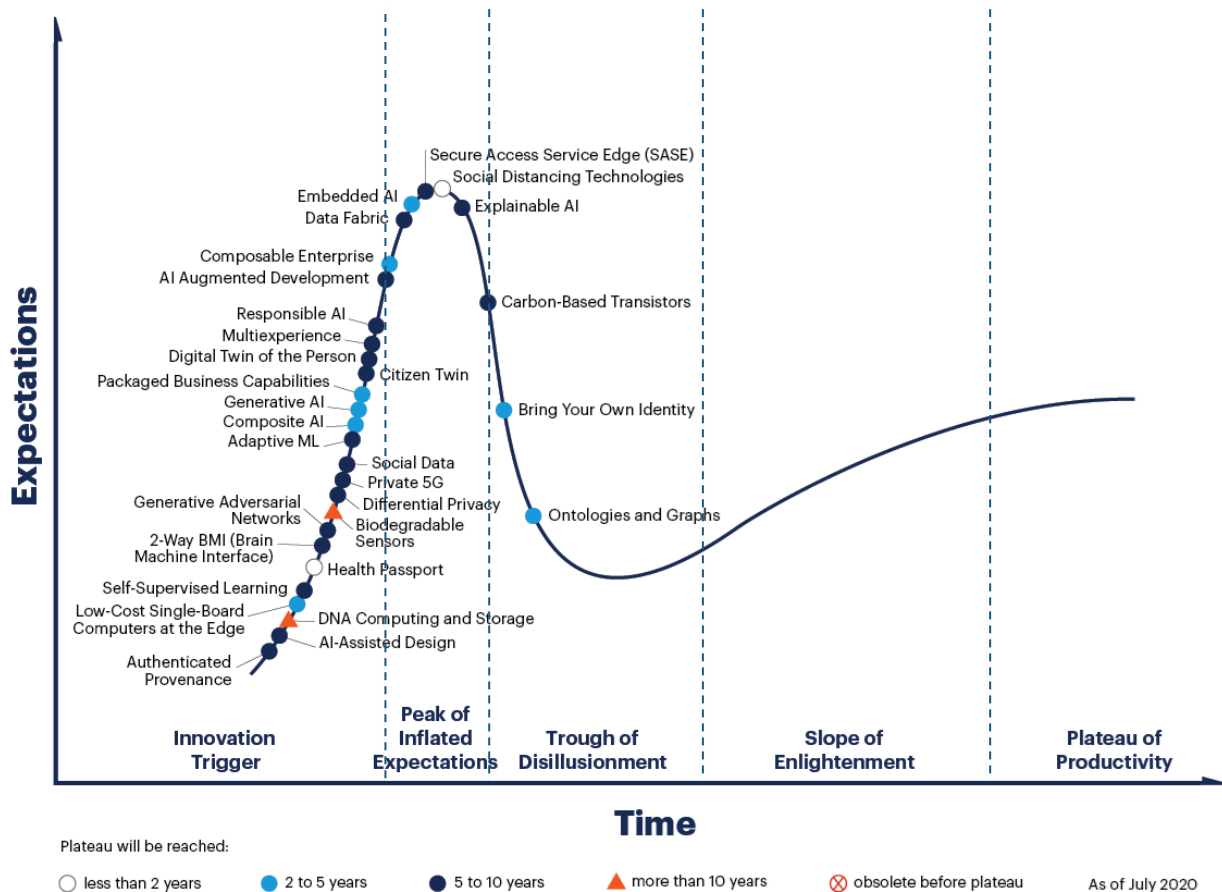 Secure Access Service Edge (SASE)
Social Distancing Technologies
Embedded AI
Explainable AI
Data Fabric
Composable Enterprise
AI Augmented Development
Carbon-Based Transistors
Responsible AI
Multiexperience
Digital Twin of the Person
Citizen Twin
Packaged Business Capabilities
Generative AI
Bring Your Own Identity
Composite AI
Adaptive ML
Social Data
Private 5G
Differential Privacy
Generative Adversarial
Networks
Biodegradable
Sensors
Ontologies and Graphs
2-Way BMI (Brain
Machine Interface)
Health Passport
Self-Supervised Learning
Low-Cost Single-Board
Computers at the Edge
DNA Computing and Storage
AI-Assisted Design
Authenticated
Provenance
Expectations
Innovation
Trigger
Peak of
Inflated
Expectations
Trough of
Disillusionment
Slope of
Enlightenment
Plateau of
Productivity
Time
Plateau will be reached:
less than 2 years
2 to 5 years
5 to 10 years
more than 10 years
obsolete before plateau
As of July 2020